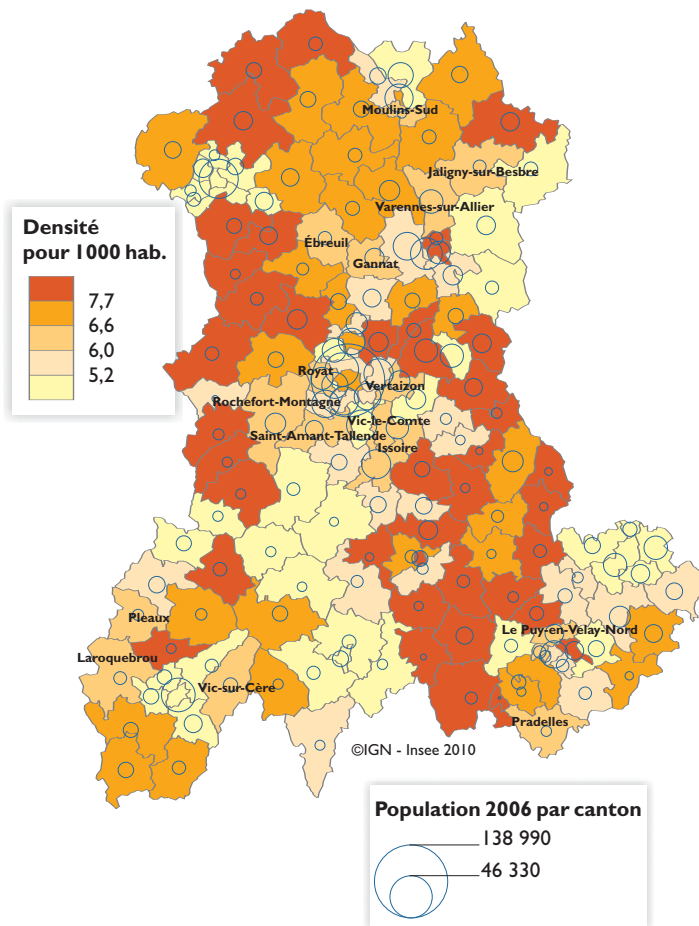 Moulins-Sud
Jaligny-sur-Besbre
Varennes-sur-Allier
Densité
pour 1000 hab.
7,7
6,6
6,0
5,2
Ébreuil
Gannat
Royat
Vertaizon
Rochefort-Montagne
Vic-le-Comte
Saint-Amant-Tallende
Issoire
Pleaux
Le Puy-en-Velay-Nord
Laroquebrou
Vic-sur-Cère
Pradelles
©IGN - Insee 2010
Population 2006 par canton
138 990
46 330